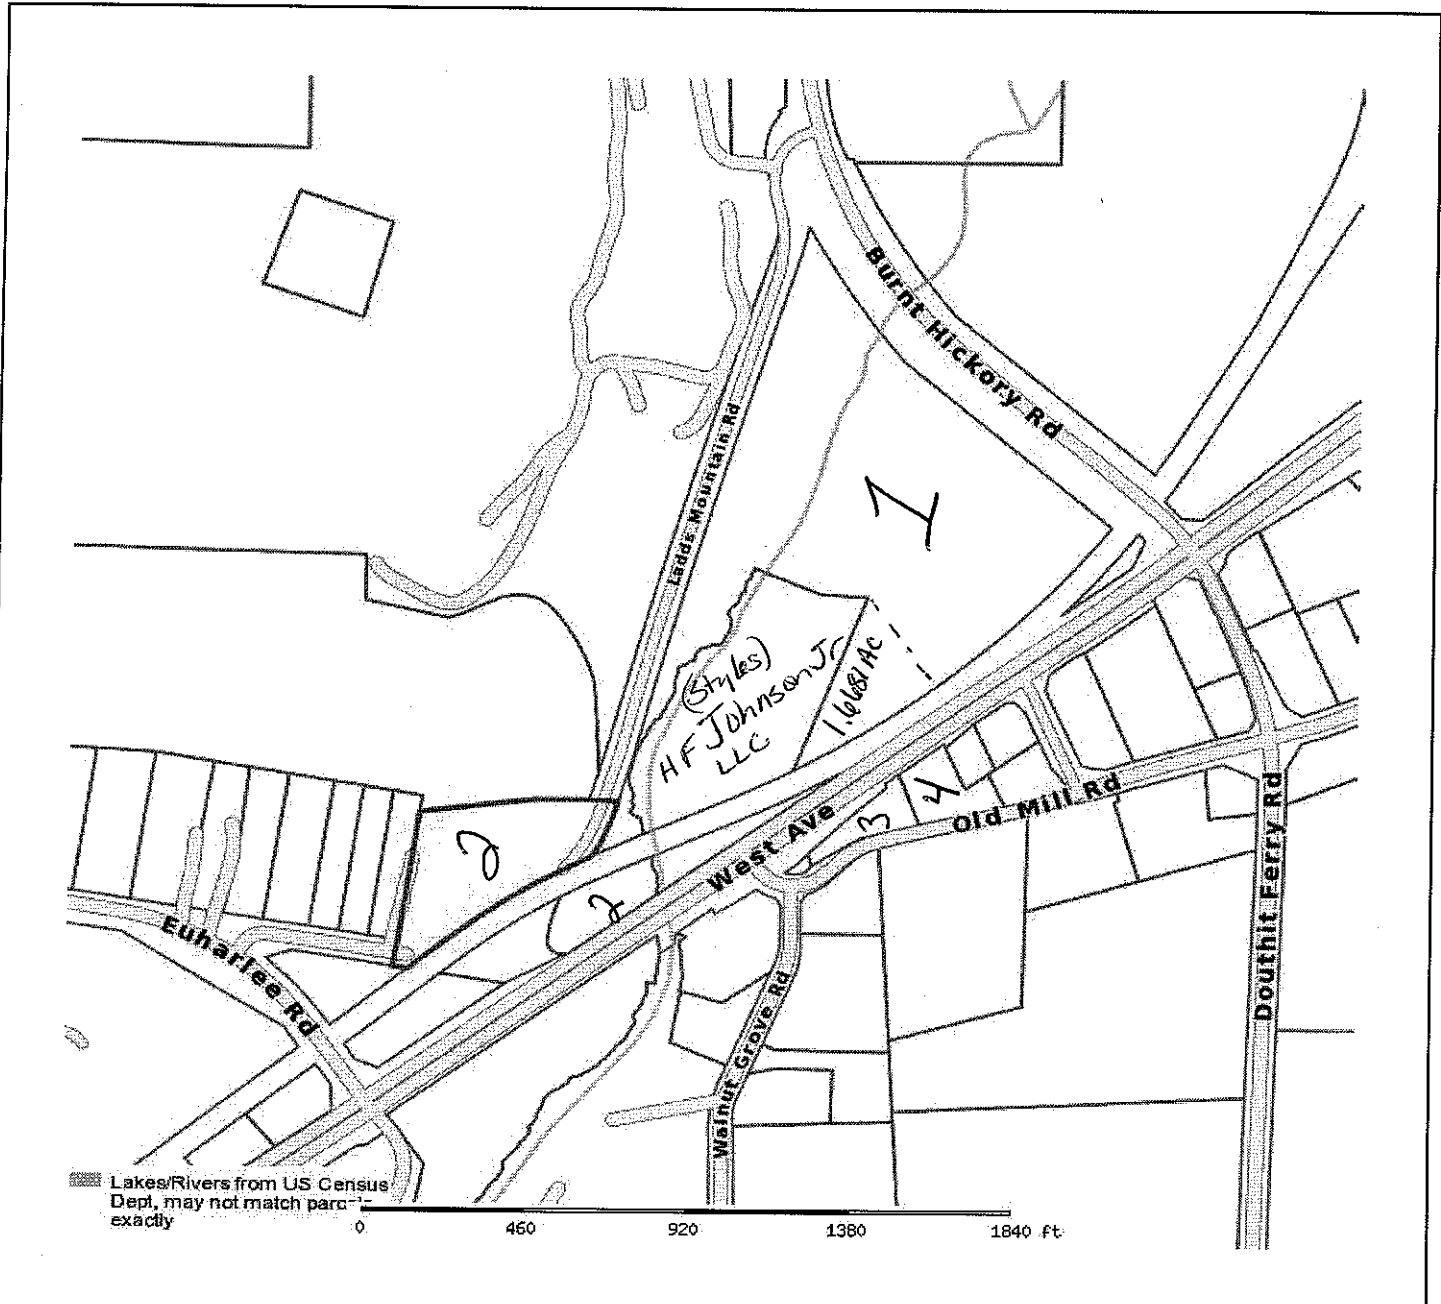 Burnt Hickory Rd
Ladds Mountain Rd
1
(Styles)
HF Johnson Jr
LLC
1.6681 AC
2
2
West Ave
3
4
Old Mill Rd
Euharlee Rd
Walnut Grove Rd
Douthit Ferry Rd
Lakes/Rivers from US Census
Dept, may not match parcels
exactly
0 460 920 1380 1840 ft